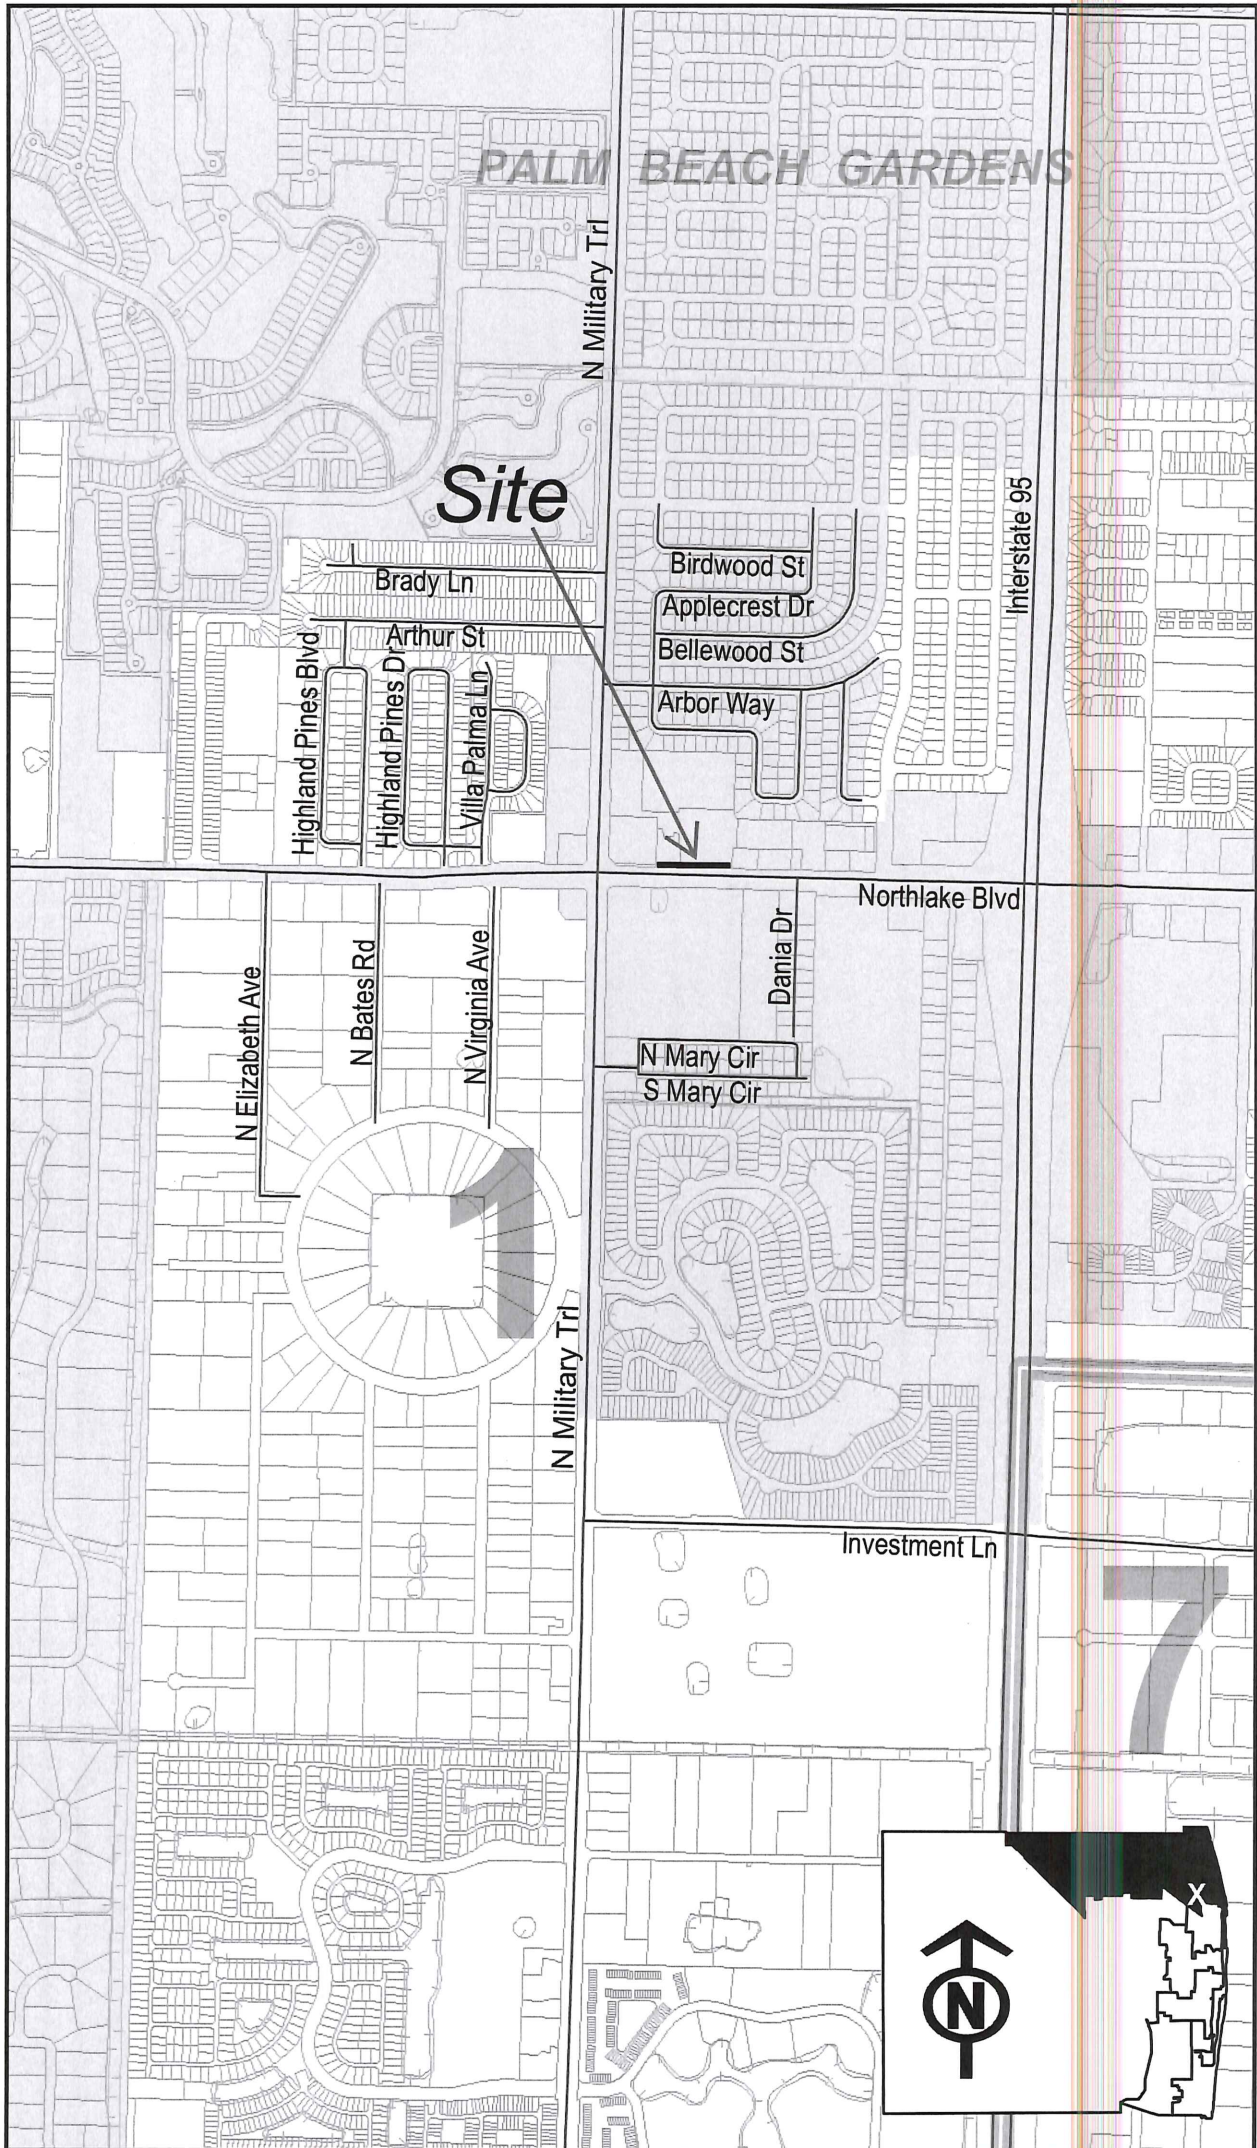 PALM BEACH GARDENS
N Military Trl
Site
Interstate 95
Birdwood St
Brady Ln
Applecrest Dr
Arthur St
Bellewood St
Highland Pines Blvd
Highland Pines Dr
Villa Palma Ln
Arbor Way
Northlake Blvd
Dania Dr
N Elizabeth Ave
N Bates Rd
N Virginia Ave
N Mary Cir
S Mary Cir
1
N Military Trl
Investment Ln
7
X
N